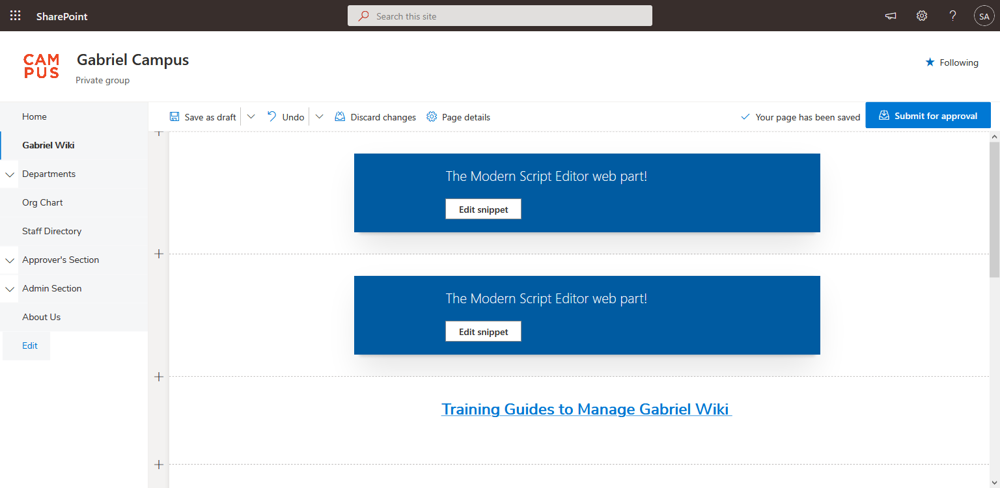 SharePoint
Search this site
?
SA
CAM
PUS
Gabriel Campus
Private group
Following
Home
Gabriel Wiki
Departments
Org Chart
Staff Directory
Approver's Section
Admin Section
About Us
Edit
Save as draft
Undo
Discard changes
Page details
Your page has been saved
Submit for approval
The Modern Script Editor web part!
Edit snippet
The Modern Script Editor web part!
Edit snippet
Training Guides to Manage Gabriel Wiki